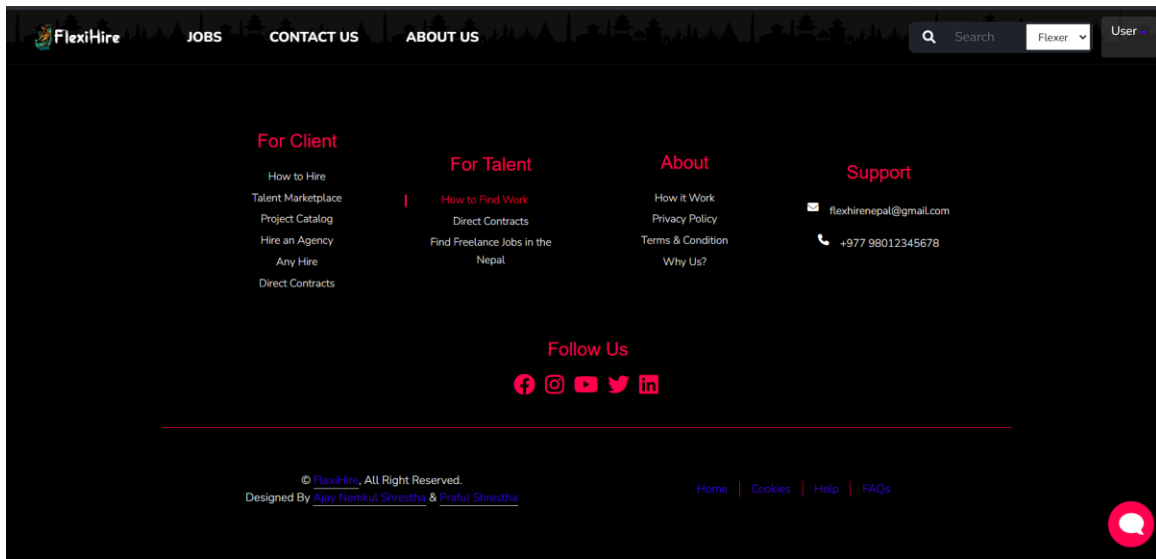 FlexiHire
JOBS
CONTACT US
ABOUT US
Search
Flexer
User
For Client
How to Hire
Talent Marketplace
Project Catalog
Hire an Agency
Any Hire
Direct Contracts
For Talent
How to Find Work
Direct Contracts
Find Freelance Jobs in the
Nepal
About
How it Work
Privacy Policy
Terms & Condition
Why Us?
Support
flexhirenepal@gmail.com
+977 98012345678
Follow Us
© FlexiHire, All Right Reserved.
Designed By Ajay Nemkul Shrestha & Praful Shrestha
Home
Cookies
Help
FAQs